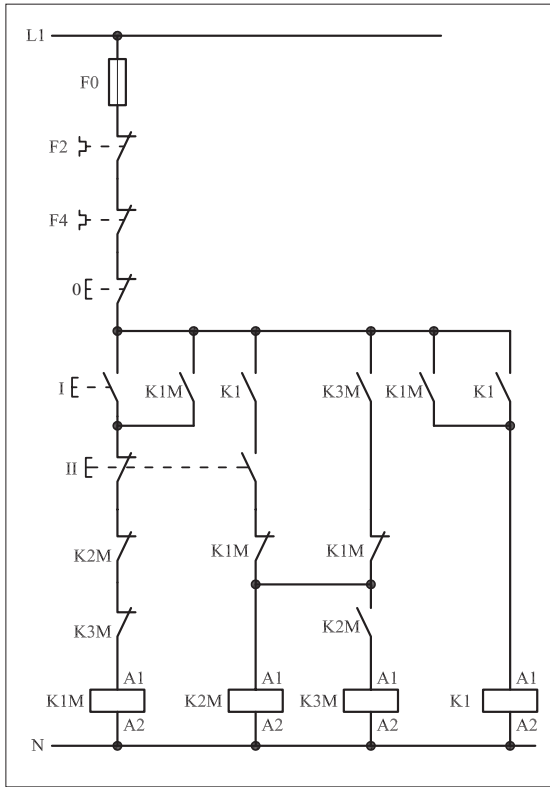 L1
F0
F2
F4
0
I K1M K1 K3M K1M K1
II
K2M K1M K1M
K3M K2M
A1 A1 A1 A1
K1M K2M K3M K1
A2 A2 A2 A2
N